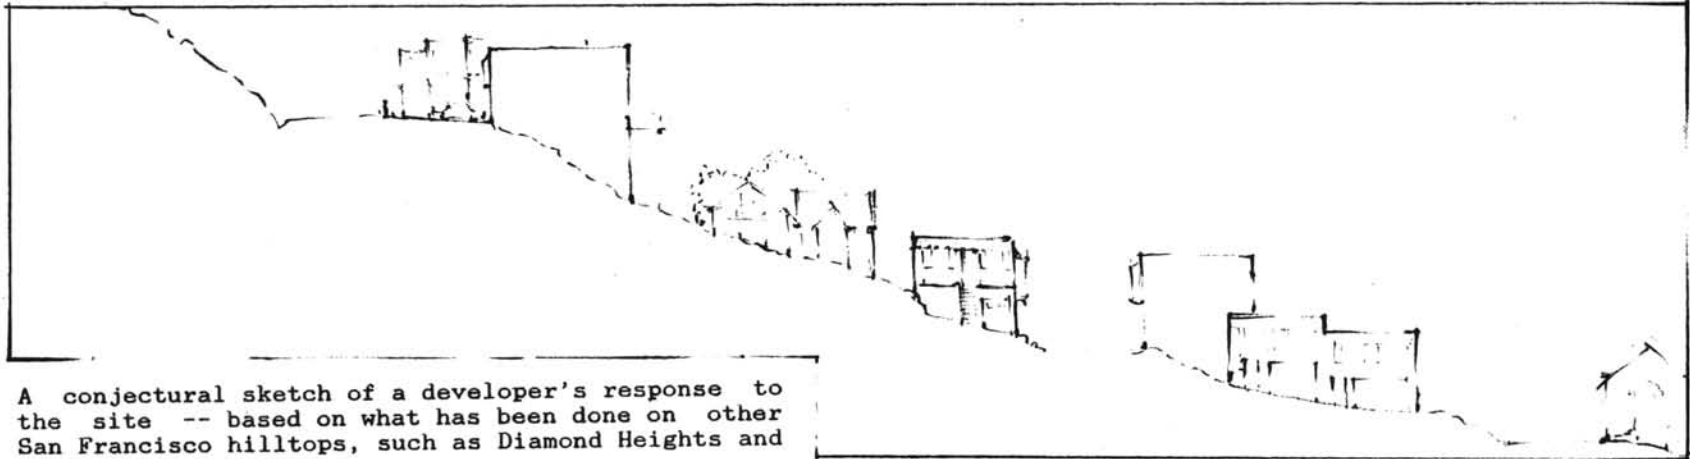 A conjectural sketch of a developer's response to
the site -- based on what has been done on other
San Francisco hilltops, such as Diamond Heights and